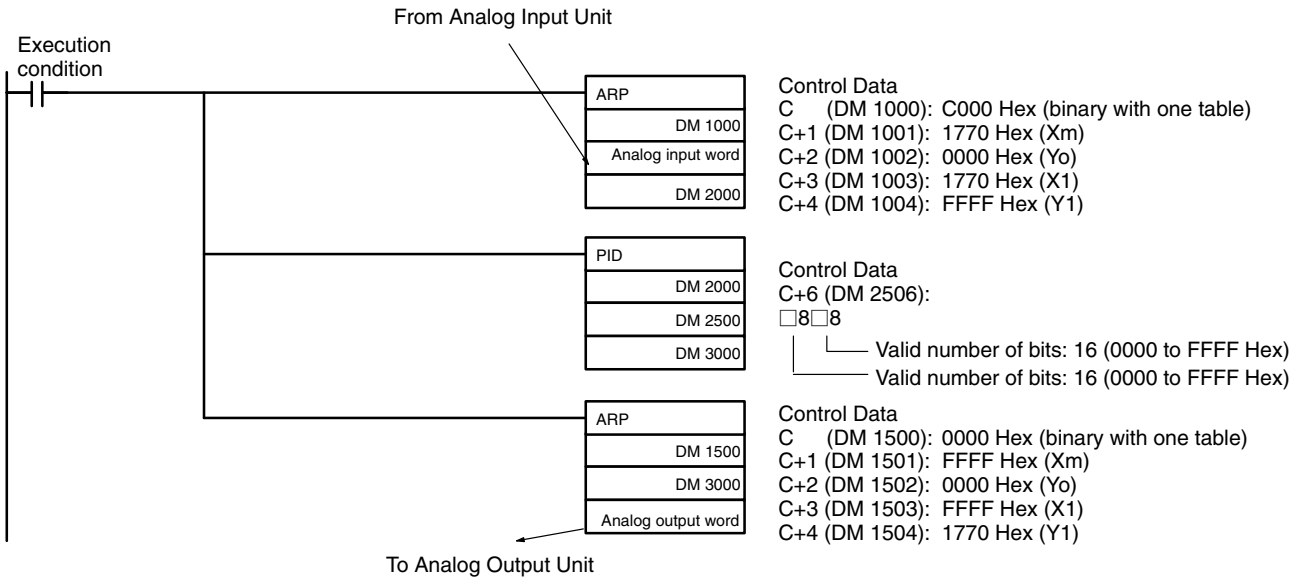 From Analog Input Unit
Execution
condition
ARP
DM 1000
Analog input word
DM 2000
Control Data
C (DM 1000): C000 Hex (binary with one table)
C+1 (DM 1001): 1770 Hex (Xm)
C+2 (DM 1002): 0000 Hex (Yo)
C+3 (DM 1003): 1770 Hex (X1)
C+4 (DM 1004): FFFF Hex (Y1)
PID
DM 2000
DM 2500
DM 3000
Control Data
C+6 (DM 2506):
□8□8
Valid number of bits: 16 (0000 to FFFF Hex)
Valid number of bits: 16 (0000 to FFFF Hex)
ARP
DM 1500
DM 3000
Analog output word
Control Data
C (DM 1500): 0000 Hex (binary with one table)
C+1 (DM 1501): FFFF Hex (Xm)
C+2 (DM 1502): 0000 Hex (Yo)
C+3 (DM 1503): FFFF Hex (X1)
C+4 (DM 1504): 1770 Hex (Y1)
To Analog Output Unit